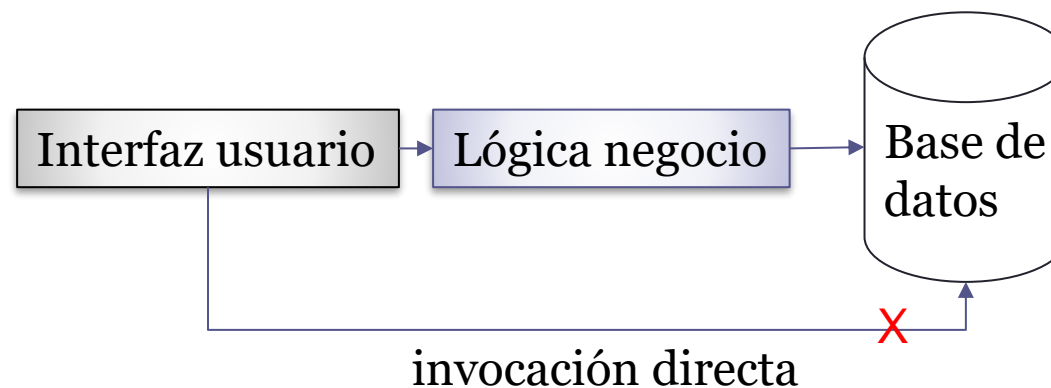 Interfaz usuario
Lógica negocio
Base de
datos
X
invocación directa